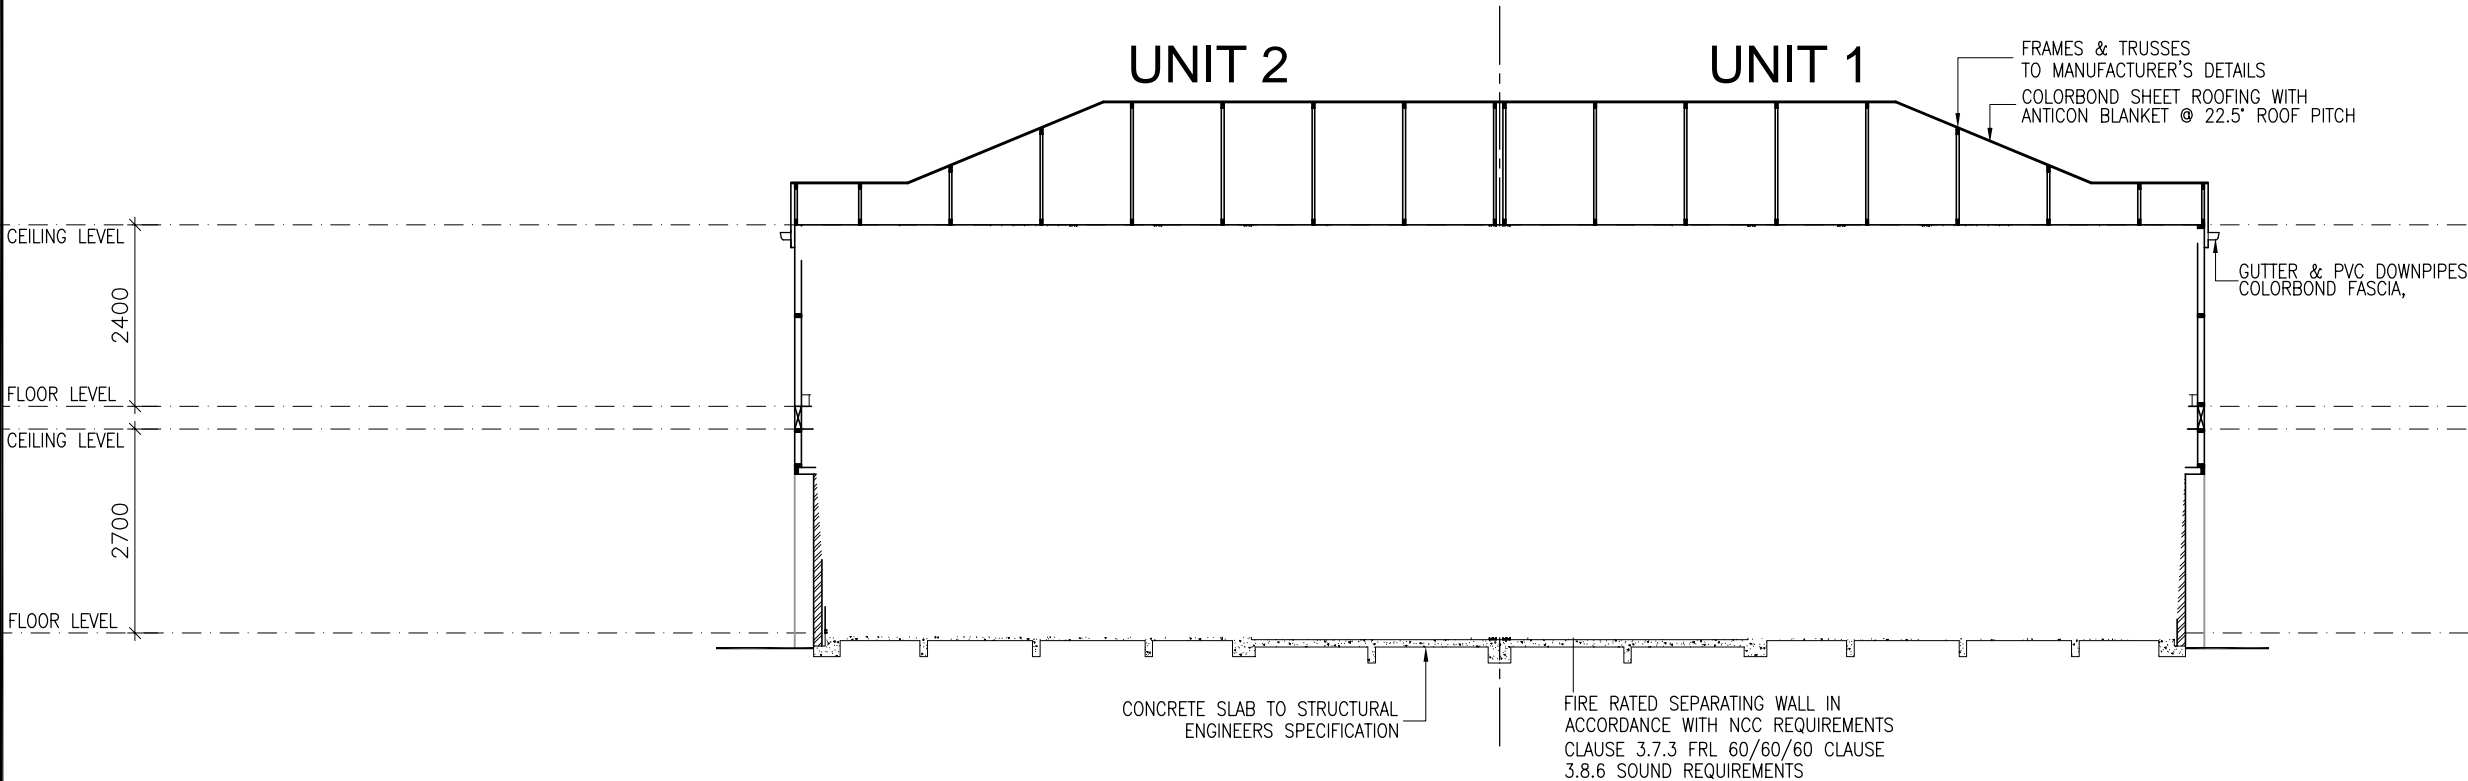 UNIT 2
UNIT 1
FRAMES & TRUSSES
TO MANUFACTURER'S DETAILS
COLORBOND SHEET ROOFING WITH
ANTICON BLANKET @ 22.5° ROOF PITCH
CEILING LEVEL
2400
FLOOR LEVEL
CEILING LEVEL
2700
FLOOR LEVEL
GUTTER & PVC DOWNPIPES
COLORBOND FASCIA,
CONCRETE SLAB TO STRUCTURAL
ENGINEERS SPECIFICATION
FIRE RATED SEPARATING WALL IN
ACCORDANCE WITH NCC REQUIREMENTS
CLAUSE 3.7.3 FRL 60/60/60 CLAUSE
3.8.6 SOUND REQUIREMENTS